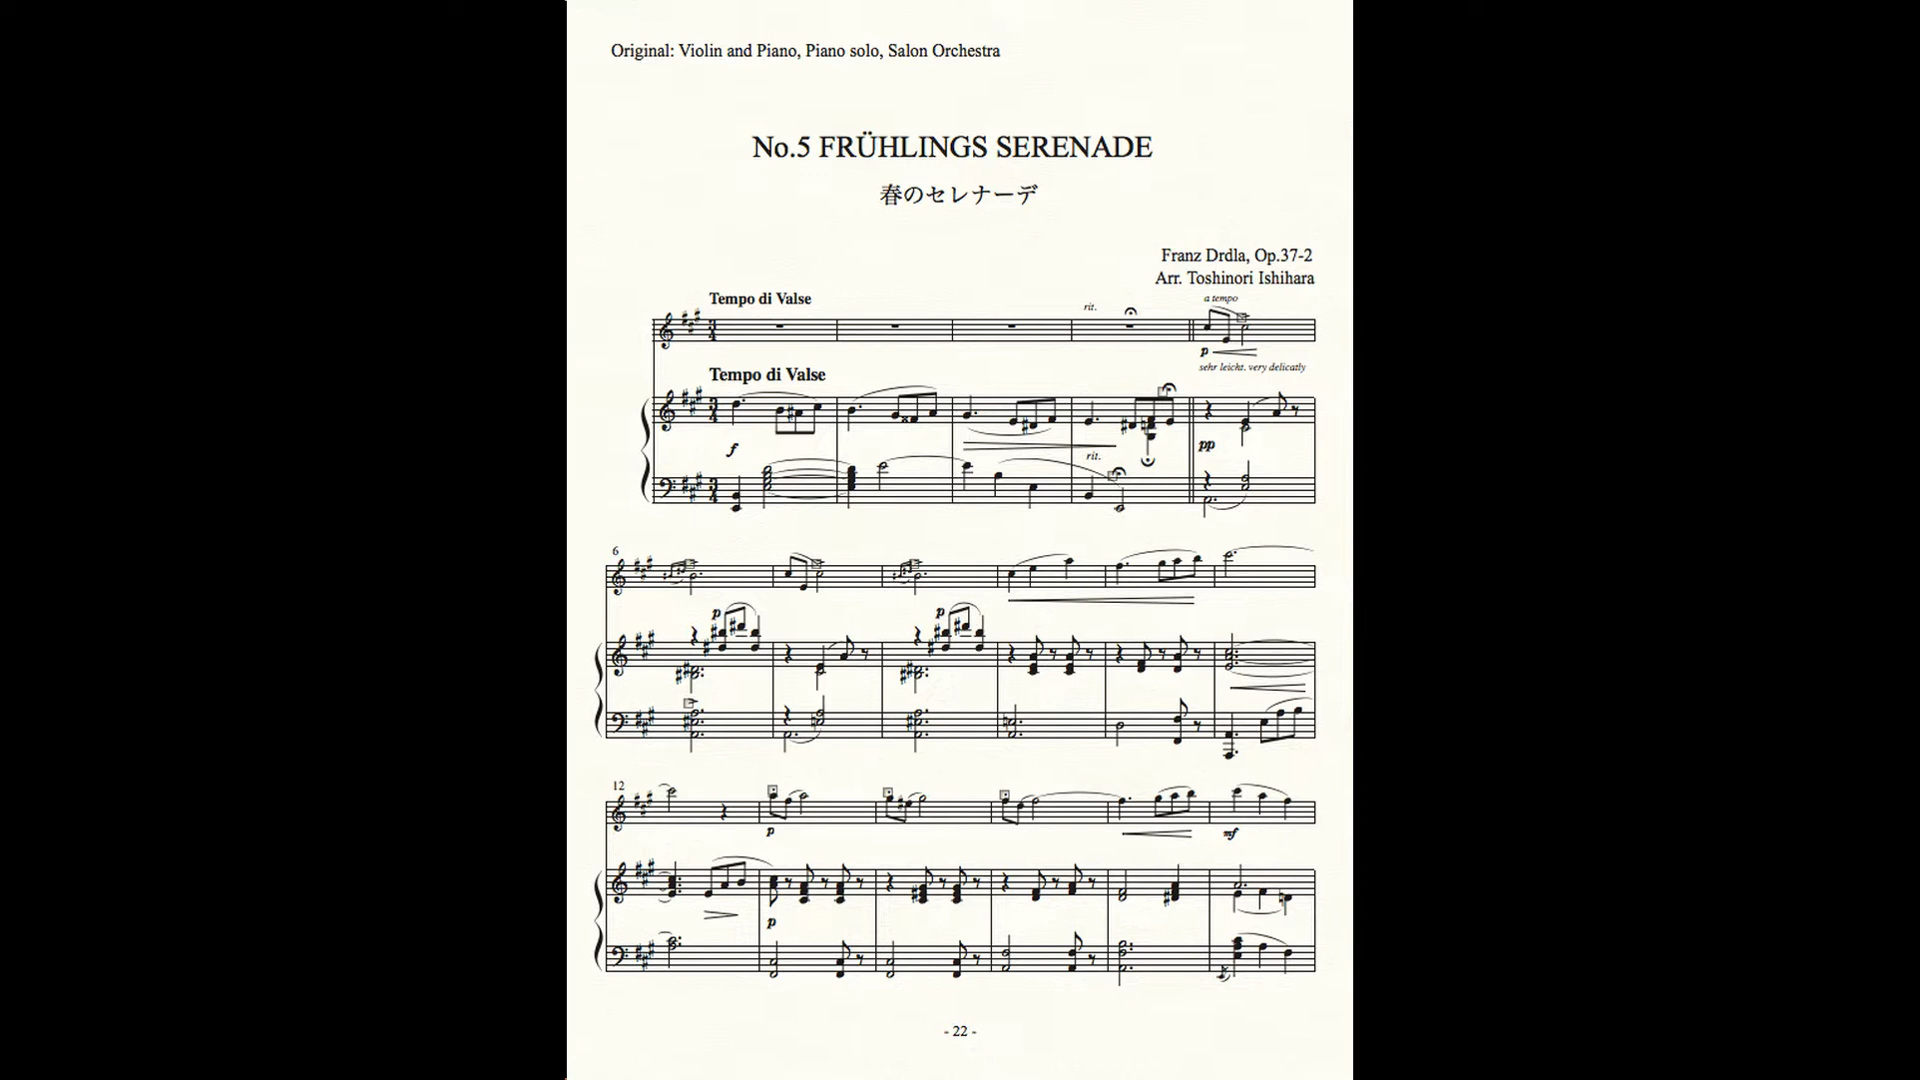 Original: Violin and Piano, Piano solo, Salon Orchestra
No.5 FRÜHLINGS SERENADE
春のセレナーデ
Franz Drdla, Op.37-2
Arr. Toshinori Ishihara
Tempo di Valse
rit.
a tempo
p
sehr leicht. very delicatly
Tempo di Valse
f
rit.
pp
6
p
p
12
p
mf
p
- 22 -